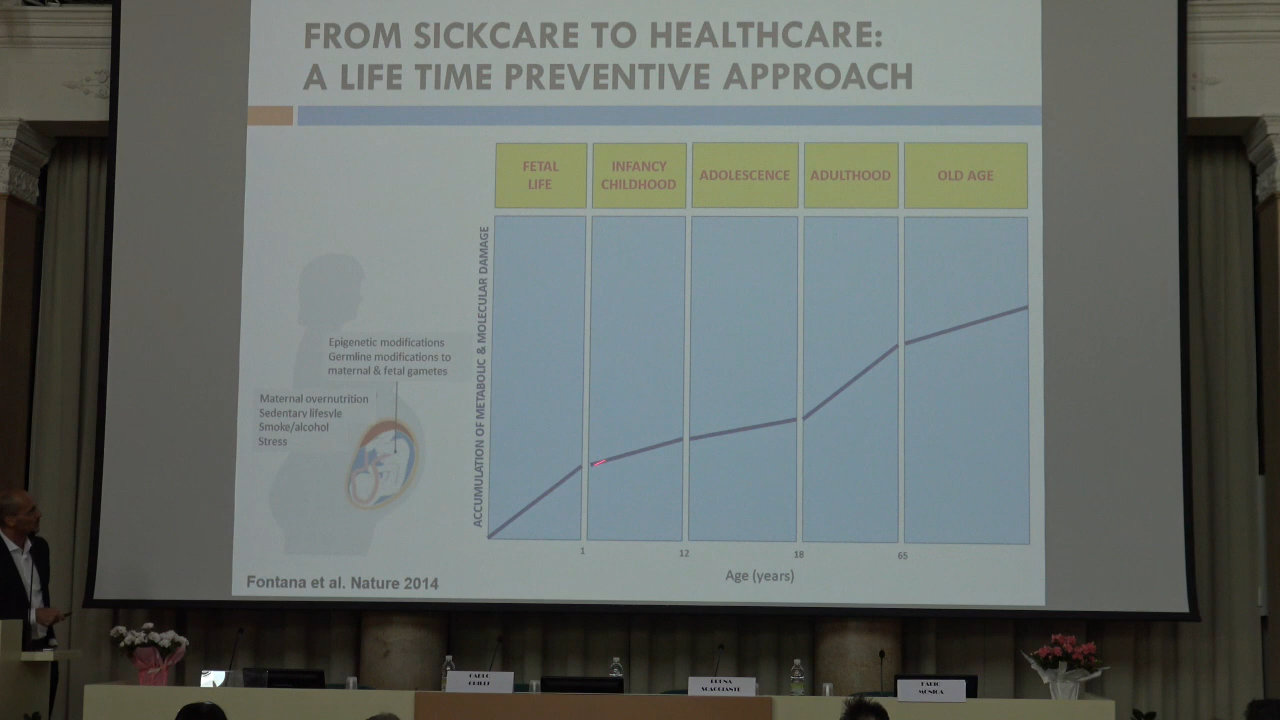 FROM SICKCARE TO HEALTHCARE:
A LIFE TIME PREVENTIVE APPROACH
FETAL
LIFE
INFANCY
CHILDHOOD
ADOLESCENCE
ADULTHOOD
OLD AGE
ACCUMULATION OF METABOLIC & MOLECULAR DAMAGE
Epigenetic modifications
Germline modifications to
maternal & fetal gametes
Maternal overnutrition
Sedentary lifesvle
Smoke/alcohol
Stress
1
12
18
65
Age (years)
Fontana et al. Nature 2014
MONICA